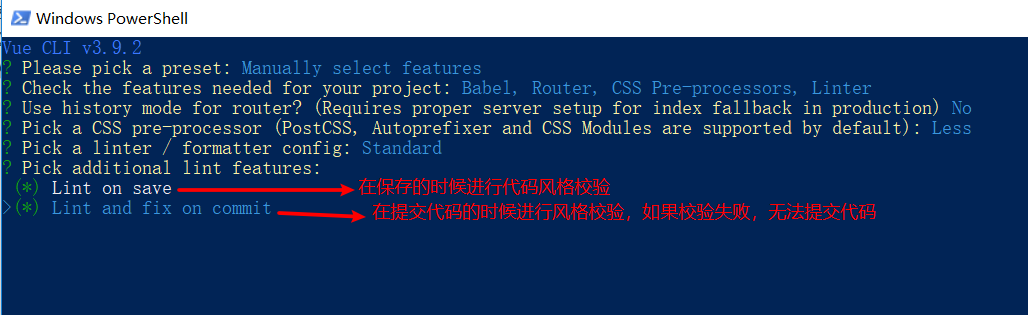 Windows PowerShell
Vue CLI v3.9.2
? Please pick a preset: Manually select features
? Check the features needed for your project: Babel, Router, CSS Pre-processors, Linter
? Use history mode for router? (Requires proper server setup for index fallback in production) No
? Pick a CSS pre-processor (PostCSS, Autoprefixer and CSS Modules are supported by default): Less
? Pick a linter / formatter config: Standard
? Pick additional lint features:
(*) Lint on save 在保存的时候进行代码风格校验
>(*) Lint and fix on commit 在提交代码的时候进行风格校验，如果校验失败，无法提交代码